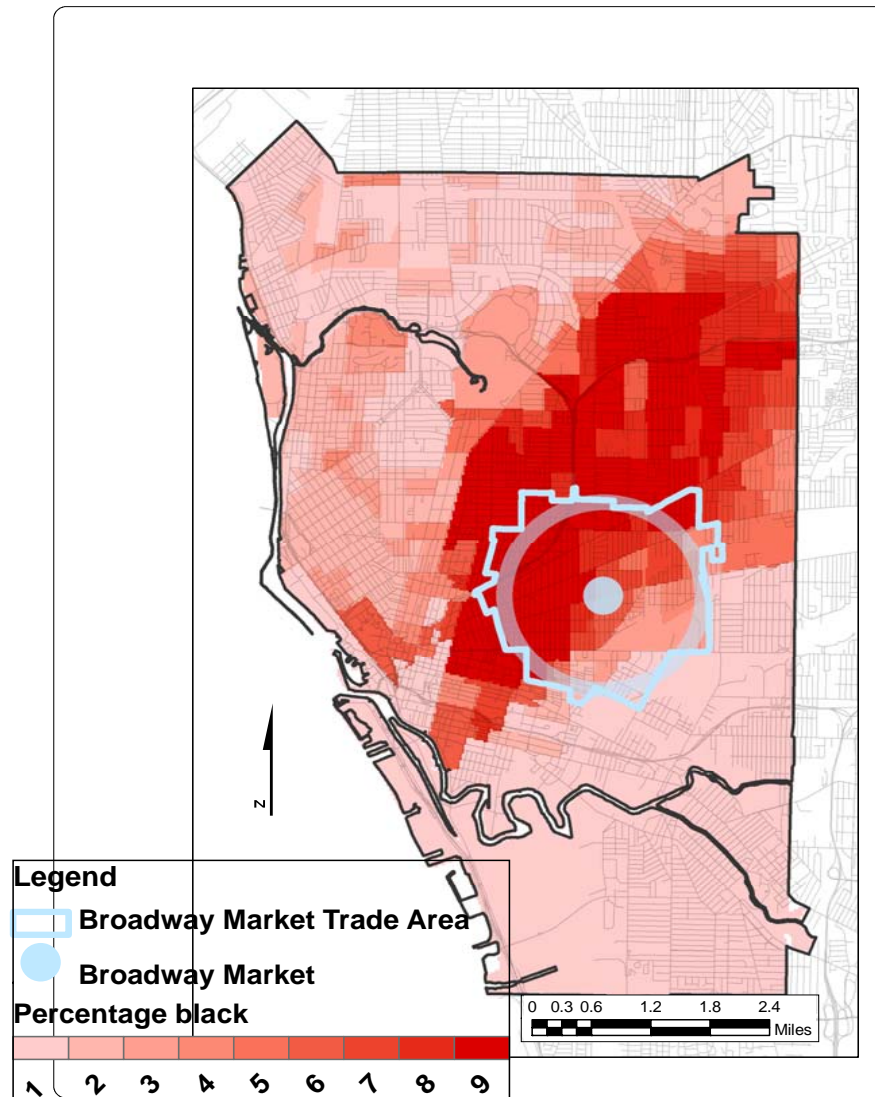 z
Legend
Broadway Market Trade Area
Broadway Market
Percentage black
1 2 3 4 5 6 7 8 9
0 0.3 0.6 1.2 1.8 2.4
Miles